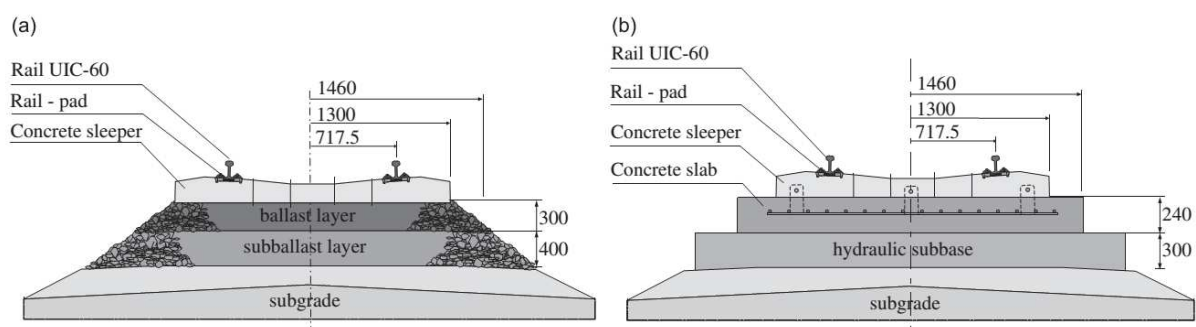 (a)
Rail UIC-60
Rail - pad
Concrete sleeper
1460
1300
717.5
ballast layer
300
subballast layer
400
subgrade
(b)
Rail UIC-60
Rail - pad
Concrete sleeper
Concrete slab
1460
1300
717.5
240
hydraulic subbase
300
subgrade